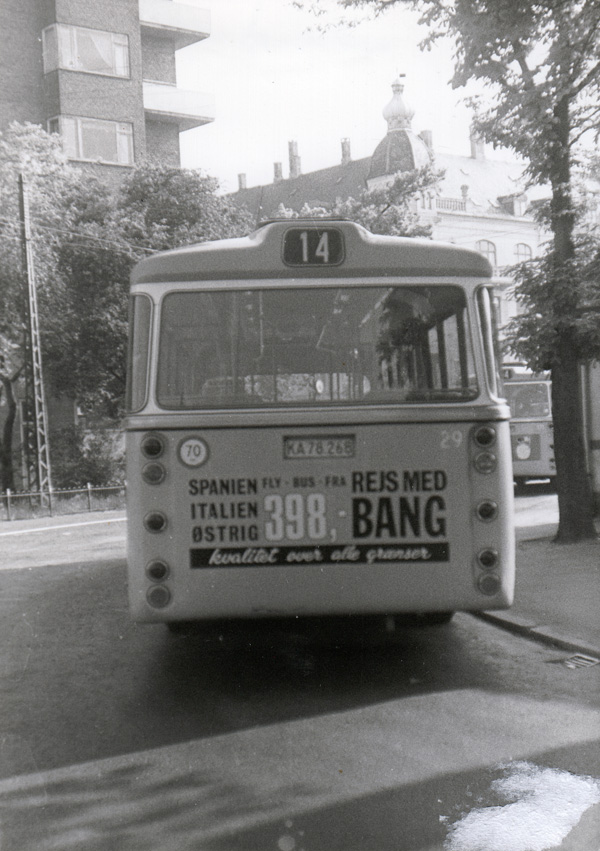 14
70
KA 78.268
29
SPANIEN FLY - BUS - FRA REJS MED
ITALIEN 398,- BANG
ØSTRIG
kvalitet over alle grænser